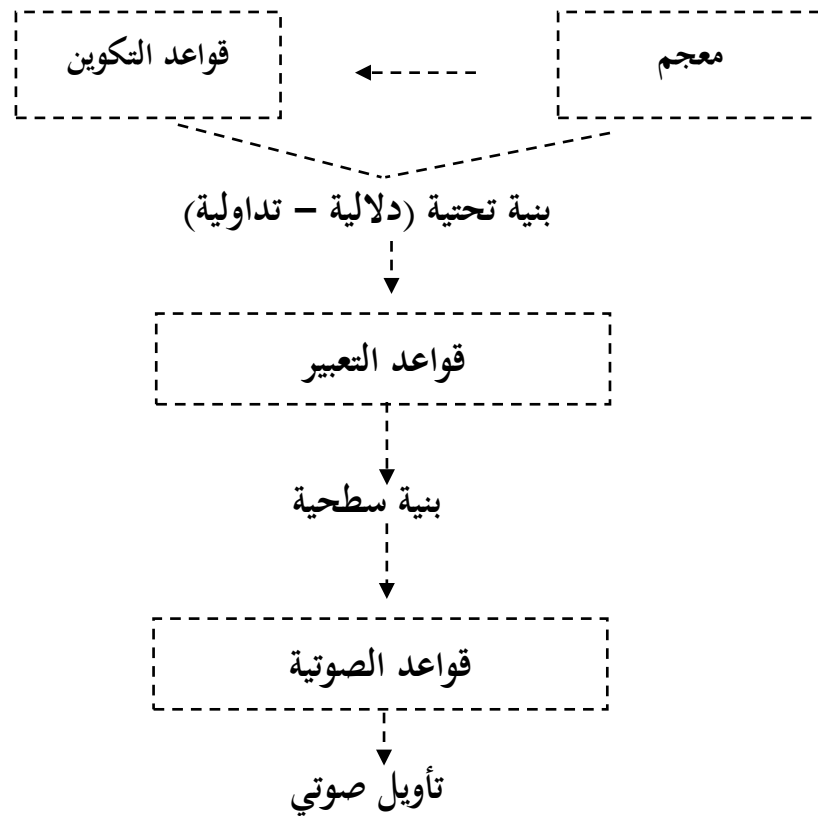 معجم
قواعد التكوين
بنية تحتية (دلالية – تداولية)
قواعد التعبير
بنية سطحية
قواعد الصوتية
تأويل صوتي